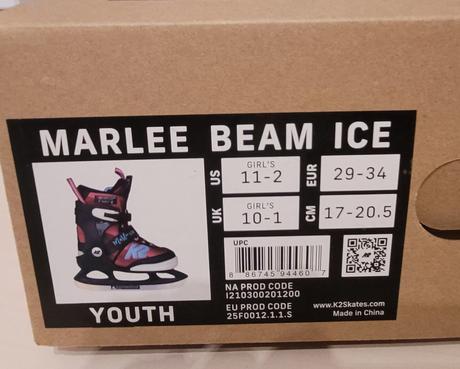 MARLEE BEAM ICE
US
GIRL'S
11-2
EUR
29-34
UK
GIRL'S
10-1
CM
17-20.5
UPC
8 86745 94460 7
NA PROD CODE
I210300201200
EU PROD CODE
25F0012.1.1.S
www.K2Skates.com
Made in China
YOUTH